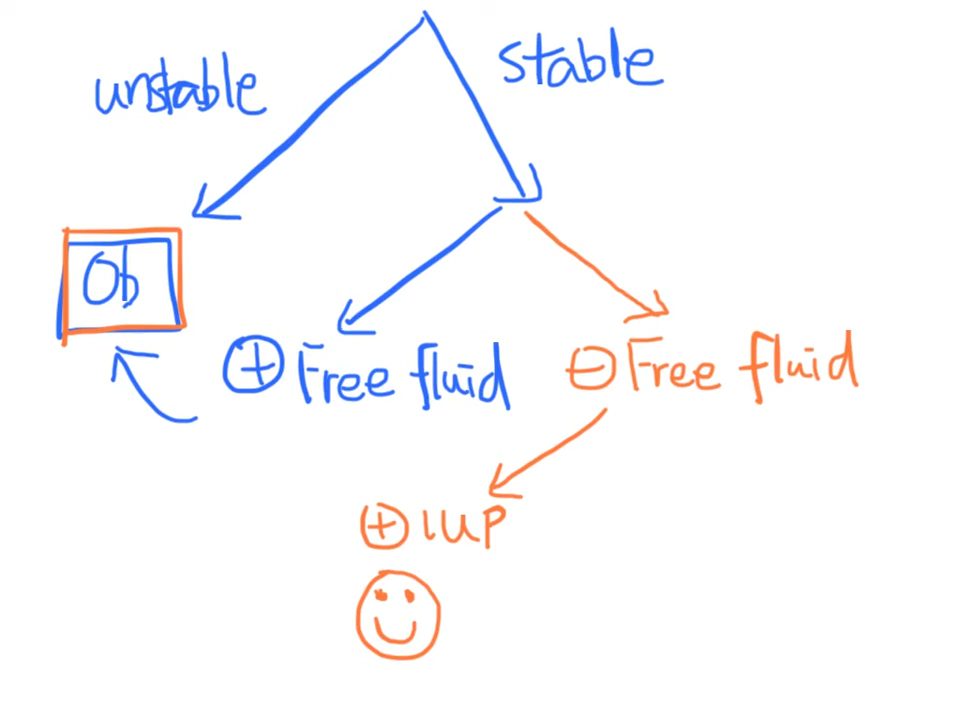 unstable
stable
Ob
⊕ Free fluid
⊖ Free fluid
⊕ IUP